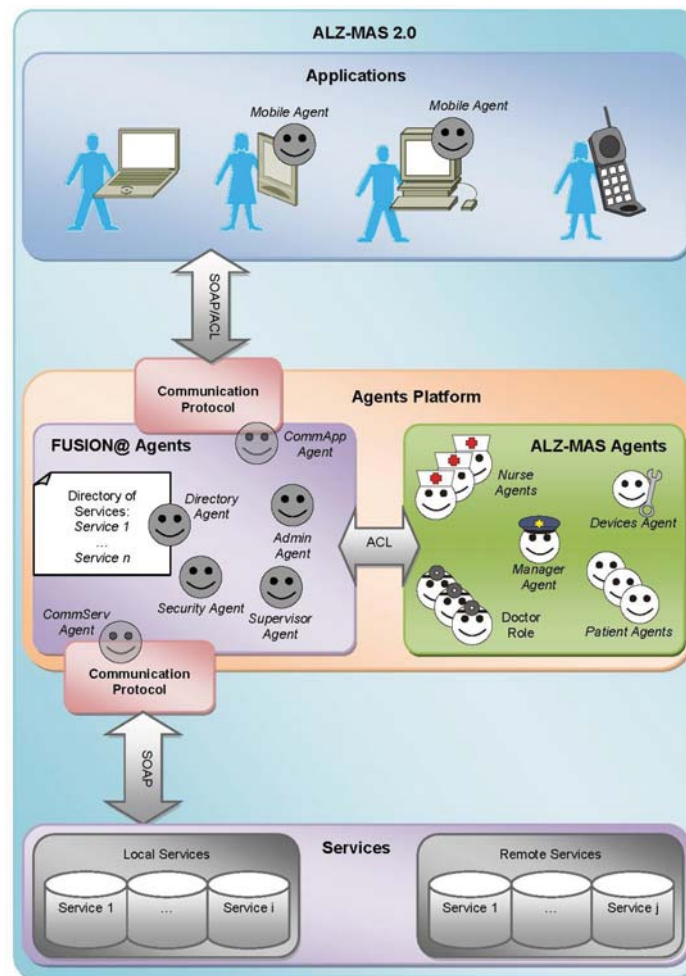 ALZ-MAS 2.0
Applications
Mobile Agent
Mobile Agent
SOAP/ACL
Communication
Protocol
Agents Platform
FUSION@ Agents
CommApp
Agent
Directory of
Services:
Service 1
...
Service n
Directory
Agent
Admin
Agent
Security Agent
Supervisor
Agent
CommServ
Agent
ACL
ALZ-MAS Agents
Nurse
Agents
Devices Agent
Manager
Agent
Doctor
Role
Patient Agents
Communication
Protocol
SOAP
Services
Local Services
Service 1
...
Service i
Remote Services
Service 1
...
Service j